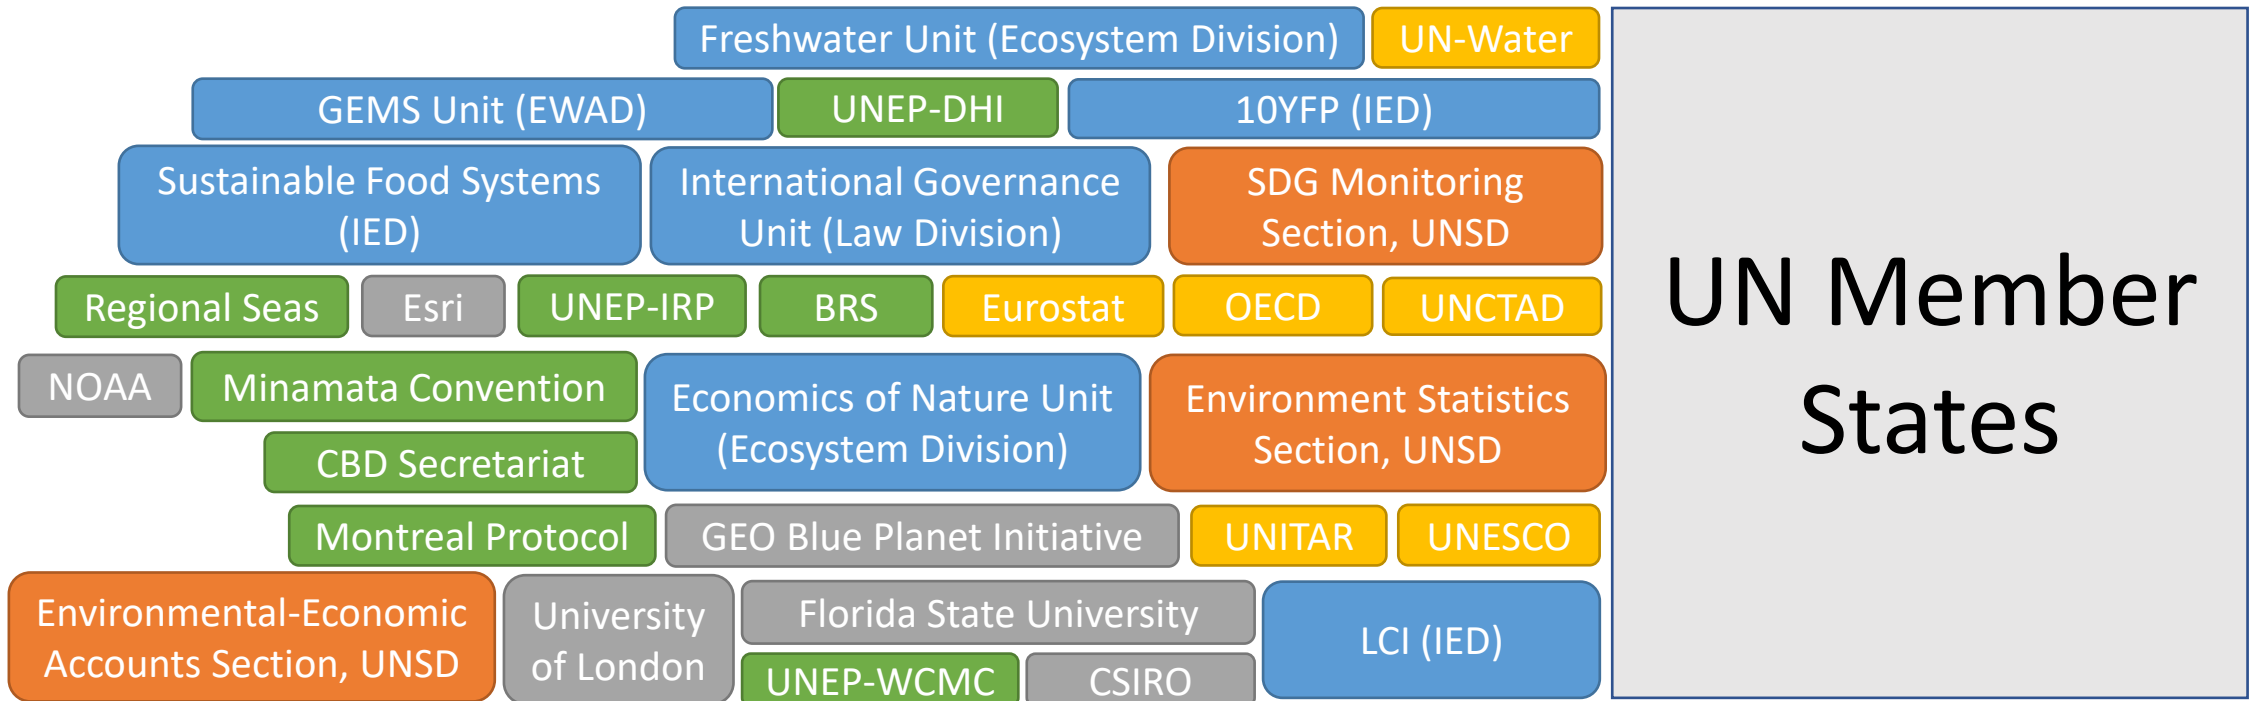 Freshwater Unit (Ecosystem Division)
UN-Water
GEMS Unit (EWAD)
UNEP-DHI
10YFP (IED)
Sustainable Food Systems
(IED)
International Governance
Unit (Law Division)
SDG Monitoring
Section, UNSD
Regional Seas
Esri
UNEP-IRP
BRS
Eurostat
OECD
UNCTAD
NOAA
Minamata Convention
CBD Secretariat
Economics of Nature Unit
(Ecosystem Division)
Environment Statistics
Section, UNSD
Montreal Protocol
GEO Blue Planet Initiative
UNITAR
UNESCO
Environmental-Economic
Accounts Section, UNSD
University
of London
Florida State University
UNEP-WCMC
CSIRO
LCI (IED)
UN Member
States